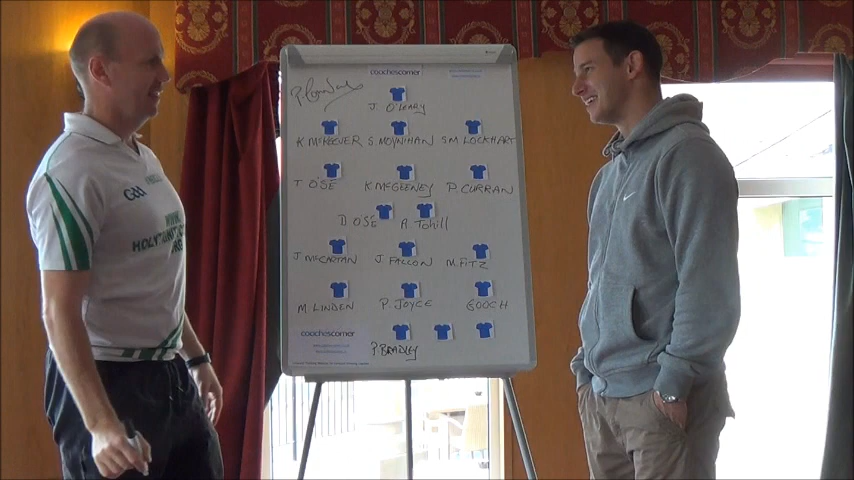 coachescorner
J. O'LEARY
K McKEEVER S MOYNIHAN SM LOCKHART
T O'SÉ K McGEENEY P. CURRAN
D O SÉ A Tohill
J. McCARTAN J. FALLON M. FITZ
M LINDEN P. JOYCE GOOCH
coachescorner
P BRADLEY
GAA
WWW.